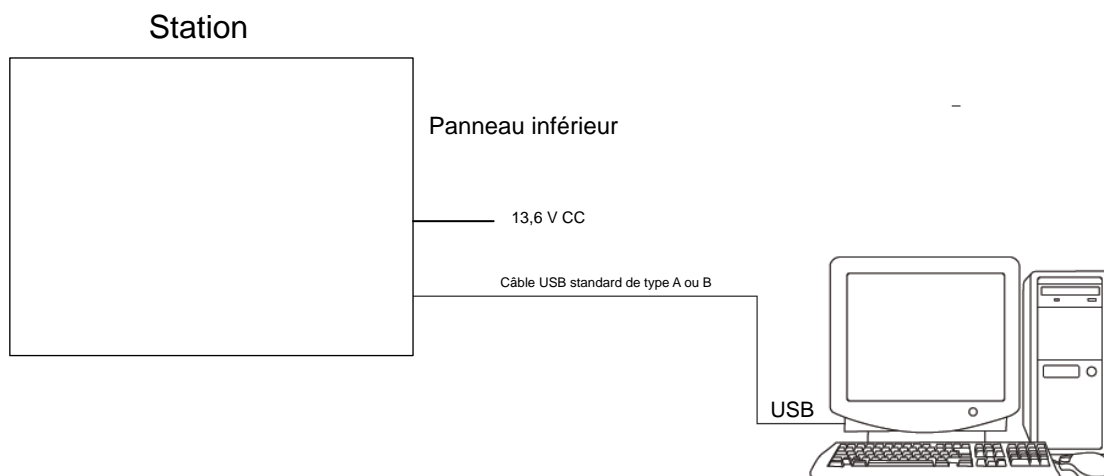 Station
Panneau inférieur
13,6 V CC
Câble USB standard de type A ou B
USB